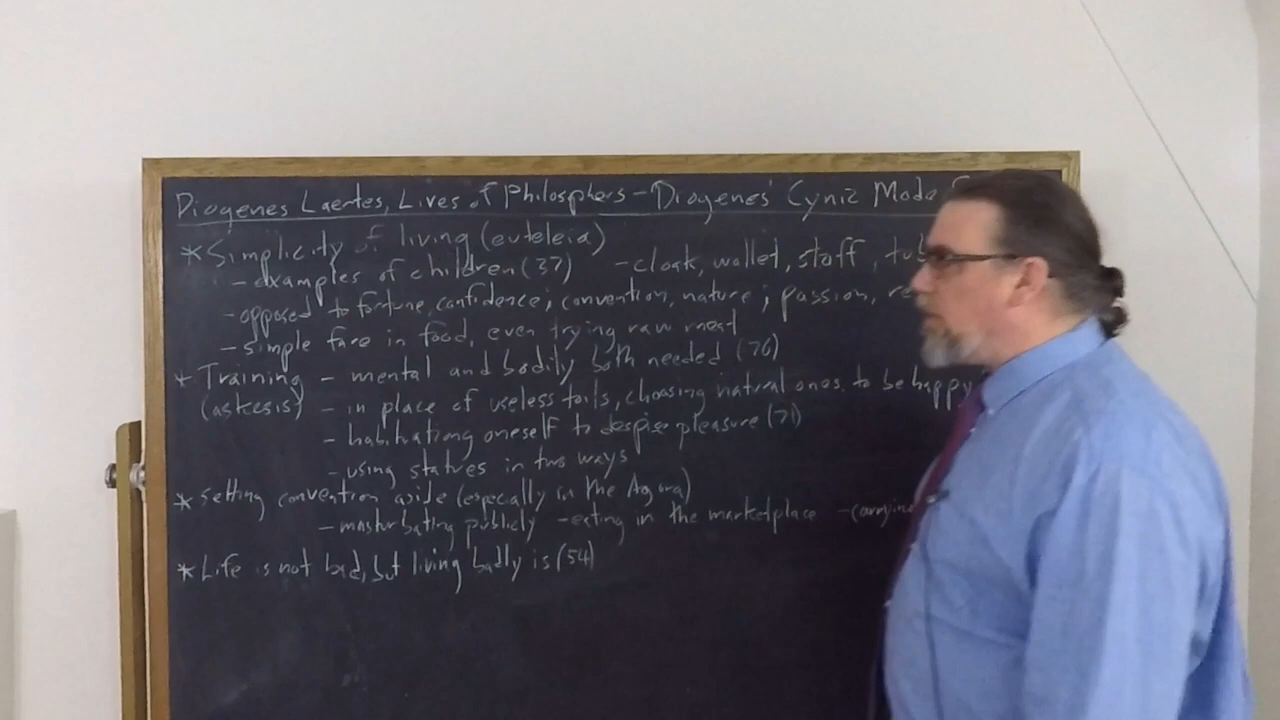 Diogenes Laertes, Lives of Philosphers - Diogenes' Cynic Mode
* Simplicity of living (euteleia)
- examples of children (37) - cloak, wallet, staff, tub
- opposed to fortune, confidence; convention, nature; passion, re
- simple fare in food, even trying raw meat
* Training - mental and bodily both needed (70)
(askesis) - in place of useless toils, choosing natural ones to be happy
- habituationg oneself to despise pleasure (71)
- using statues in two ways
* Setting convention aside (especially in the Agora)
- masturbating publicly - eating in the marketplace - carrying
* Life is not bad, but living badly is (54)